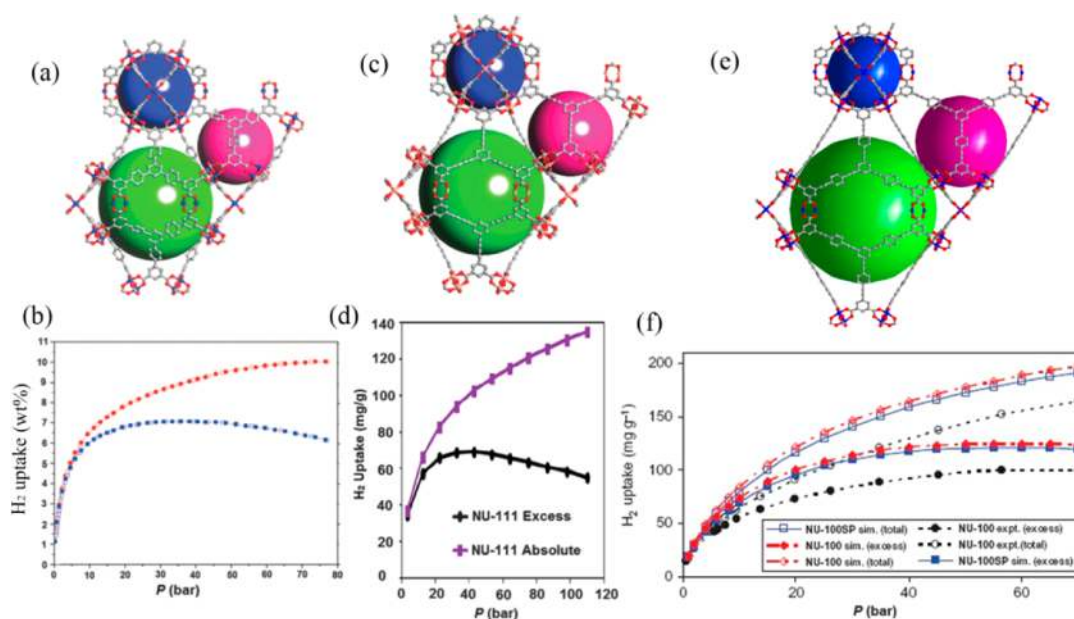 (a)
(c)
(e)
(b)
H₂ uptake (wt%)
11
10
9
8
7
6
5
4
3
2
1
0
0 10 20 30 40 50 60 70 80
P (bar)
(d)
H₂ Uptake (mg/g)
140
120
100
80
60
40
20
0
NU-111 Excess
NU-111 Absolute
0 20 40 60 80 100 120
P (bar)
(f)
H₂ uptake (mg g⁻¹)
200
150
100
50
0
NU-100SP sim. (total)
NU-100 sim. (excess)
NU-100 sim. (total)
NU-100 expt. (excess)
NU-100 expt.(total)
NU-100SP sim. (excess)
0 20 40 60
P (bar)